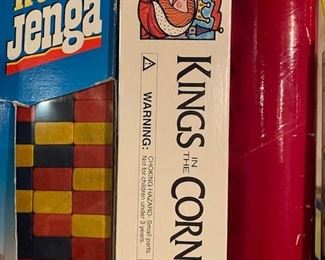 Jenga
KINGS
IN
THE
CORN
WARNING:
CHOKING HAZARD- Small parts.
Not for children under 3 years.